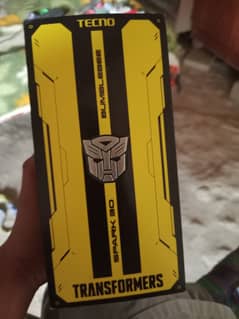 TECNO
BUMBLEBEE
SPARK 30
TRANSFORMERS